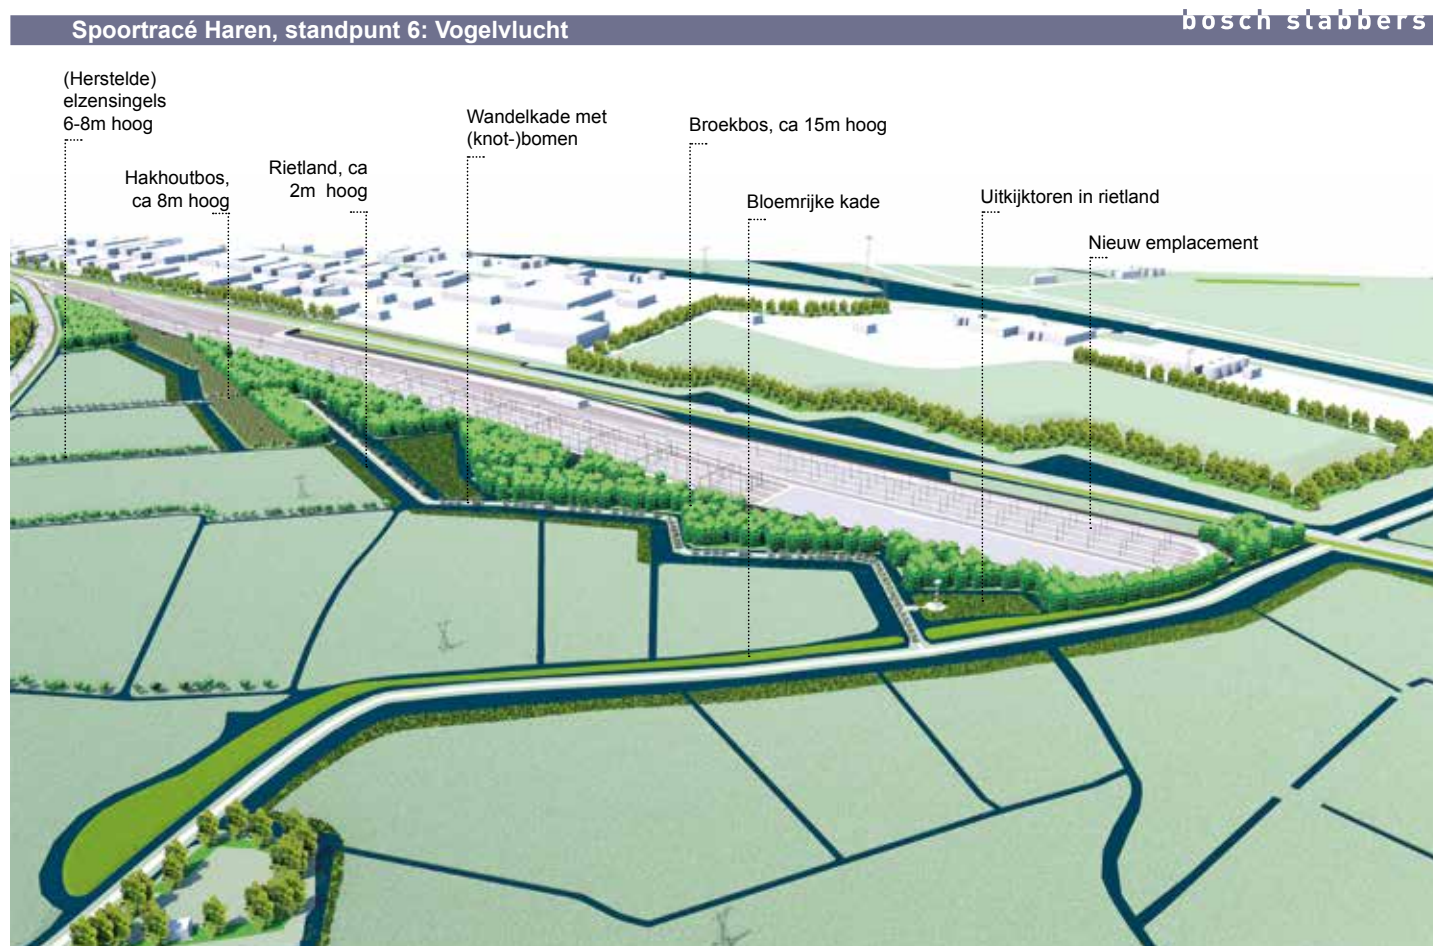 Spoortracé Haren, standpunt 6: Vogelvlucht
bosch slabbers
(Herstelde)
elzensingels
6-8m hoog
Hakhoutbos,
ca 8m hoog
Rietland, ca
2m hoog
Wandelkade met
(knot-)bomen
Broekbos, ca 15m hoog
Bloemrijke kade
Uitkijktoren in rietland
Nieuw emplacement